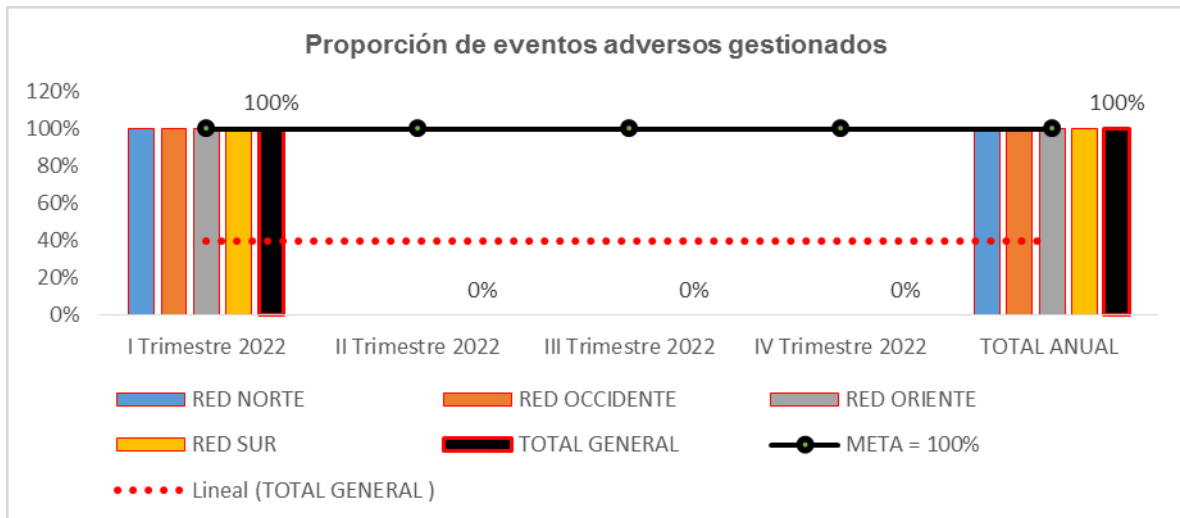 Proporción de eventos adversos gestionados
120%
100%
80%
60%
40%
20%
0%
100%
0%
0%
0%
100%
I Trimestre 2022
II Trimestre 2022
III Trimestre 2022
IV Trimestre 2022
TOTAL ANUAL
RED NORTE
RED OCCIDENTE
RED ORIENTE
RED SUR
TOTAL GENERAL
META = 100%
Lineal (TOTAL GENERAL )